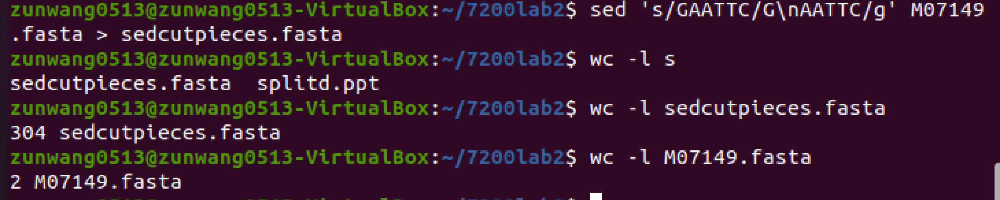 zunwang0513@zunwang0513-VirtualBox:~/7200lab2$ sed 's/GAATTC/G\nAATTC/g' M07149
.fasta > sedcutpieces.fasta
zunwang0513@zunwang0513-VirtualBox:~/7200lab2$ wc -l s
sedcutpieces.fasta  splitd.ppt
zunwang0513@zunwang0513-VirtualBox:~/7200lab2$ wc -l sedcutpieces.fasta
304 sedcutpieces.fasta
zunwang0513@zunwang0513-VirtualBox:~/7200lab2$ wc -l M07149.fasta
2 M07149.fasta